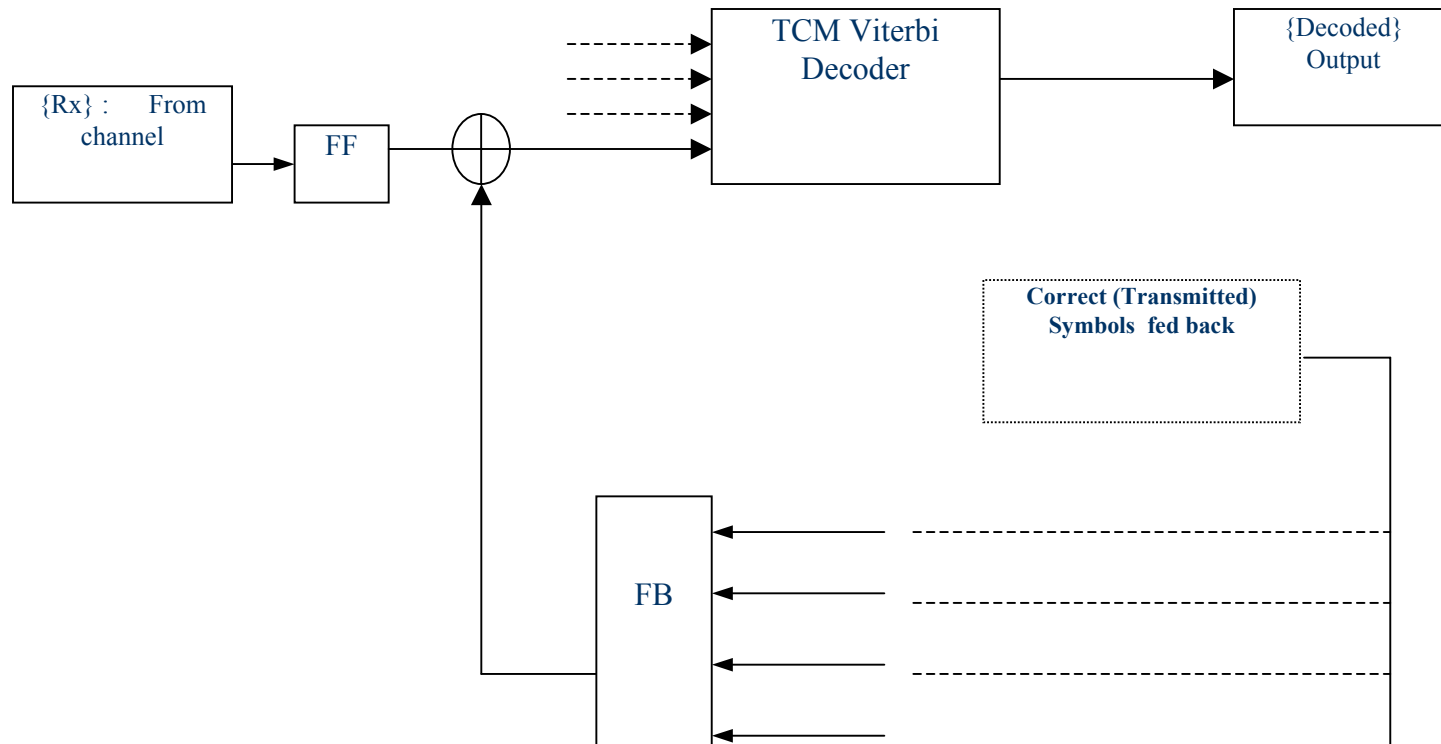 TCM Viterbi
Decoder
{Decoded}
Output
{Rx} : From
channel
FF
Correct (Transmitted)
Symbols fed back
FB